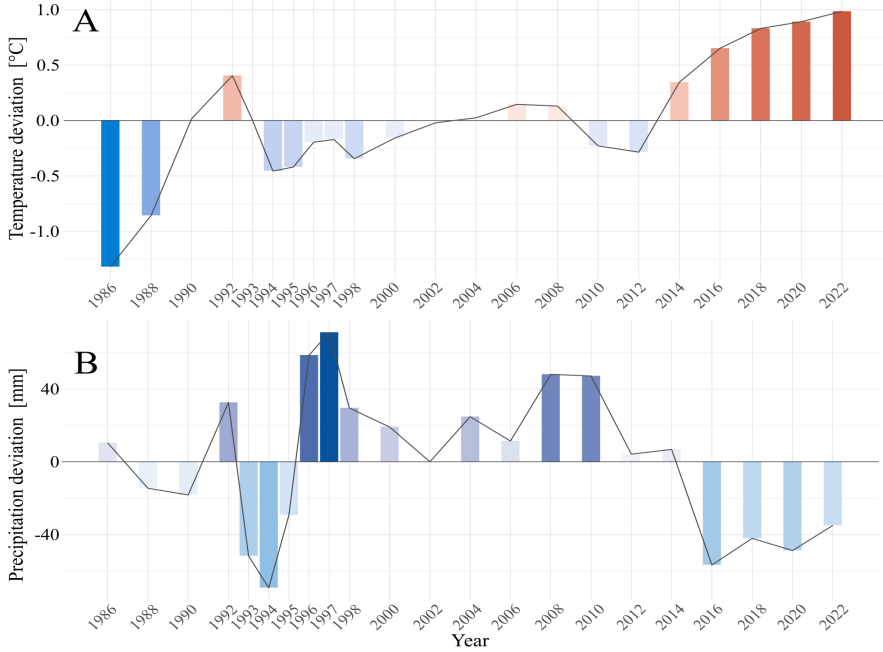 A
Temperature deviation [°C]
1.0
0.5
0.0
-0.5
-1.0
1986 1988 1990 1992 1993 1994 1995 1996 1997 1998 2000 2002 2004 2006 2008 2010 2012 2014 2016 2018 2020 2022
B
Precipitation deviation [mm]
40
0
-40
1986 1988 1990 1992 1993 1994 1995 1996 1997 1998 2000 2002 2004 2006 2008 2010 2012 2014 2016 2018 2020 2022
Year